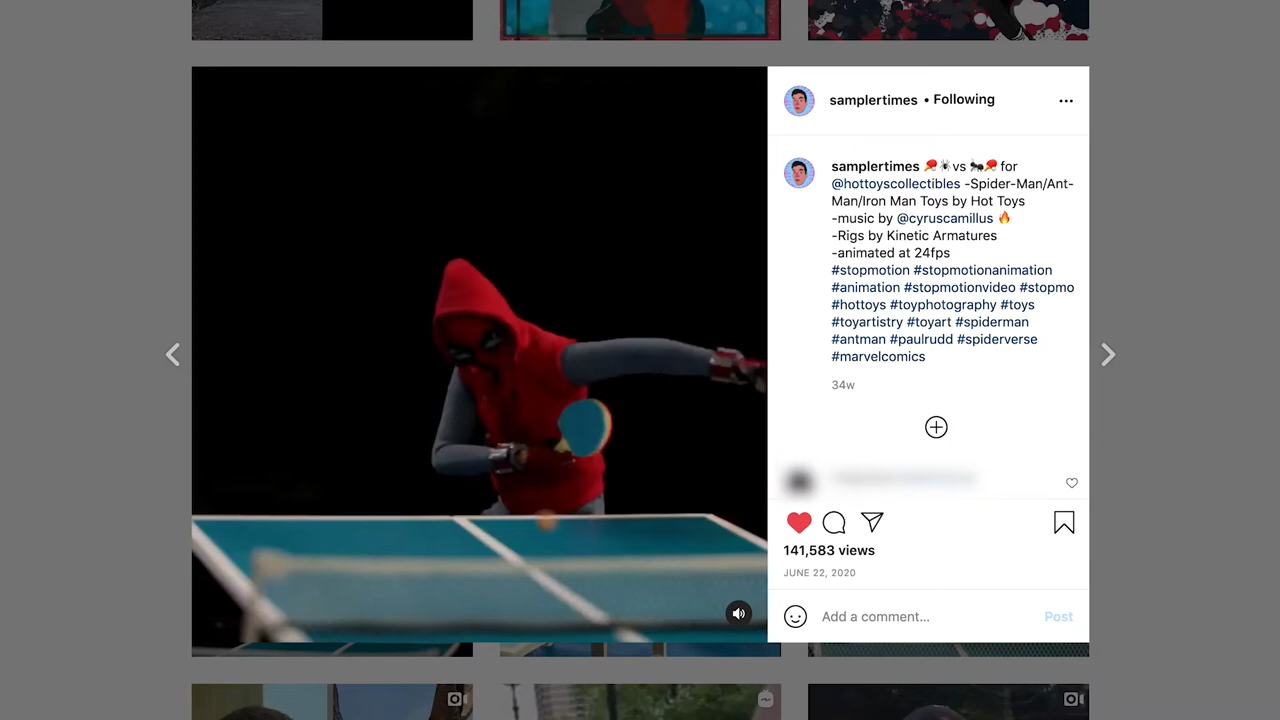 samplertimes • Following
samplertimes 🏓🕷vs 🐜🏓 for
@hottoyscollectibles -Spider-Man/Ant-
Man/Iron Man Toys by Hot Toys
-music by @cyruscamillus 🔥
-Rigs by Kinetic Armatures
-animated at 24fps
#stopmotion #stopmotionanimation
#animation #stopmotionvideo #stopmo
#hottoys #toyphotography #toys
#toyartistry #toyart #spiderman
#antman #paulrudd #spiderverse
#marvelcomics
34w
141,583 views
JUNE 22, 2020
Add a comment... Post